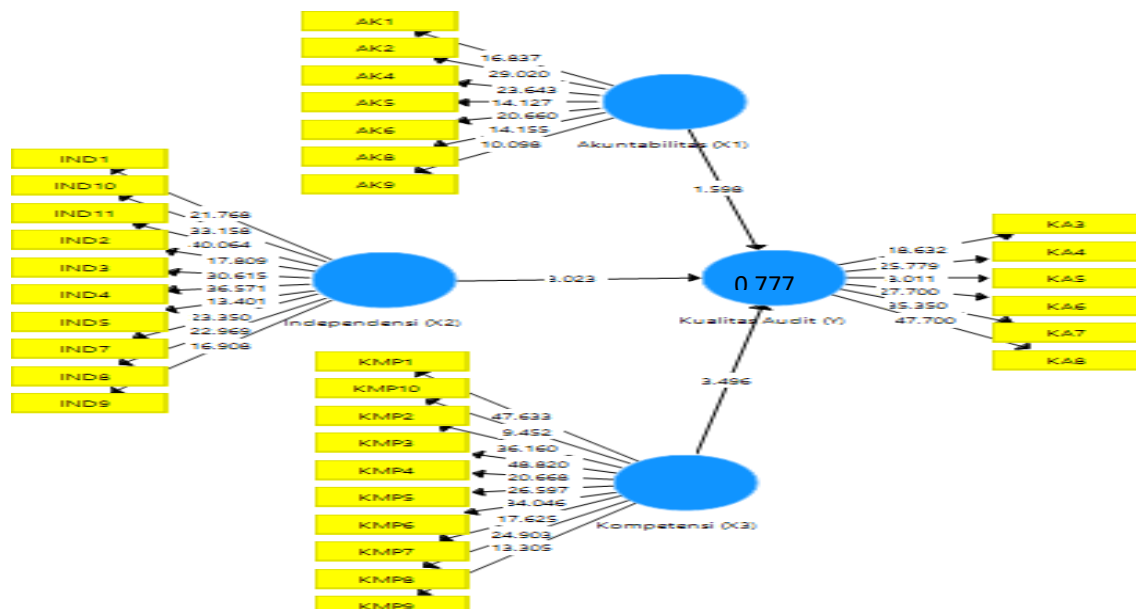 AK1
AK2
AK4
AK5
AK6
AK8
AK9
16.837
29.020
23.643
14.127
20.660
14.155
10.098
Akuntabilitas (X1)
1.598
IND1
IND10
IND11
IND2
IND3
IND4
IND5
IND7
IND8
IND9
21.768
33.158
40.064
17.809
30.615
36.571
13.401
23.350
22.969
16.908
Independensi (X2)
3.023
0.777
Kualitas Audit (Y)
18.632
25.779
3.011
27.700
35.350
47.700
KA3
KA4
KA5
KA6
KA7
KA8
3.496
KMP1
KMP10
KMP2
KMP3
KMP4
KMP5
KMP6
KMP7
KMP8
KMP9
47.633
9.452
36.160
48.820
20.668
26.597
34.046
17.625
24.903
13.305
Kompetensi (X3)